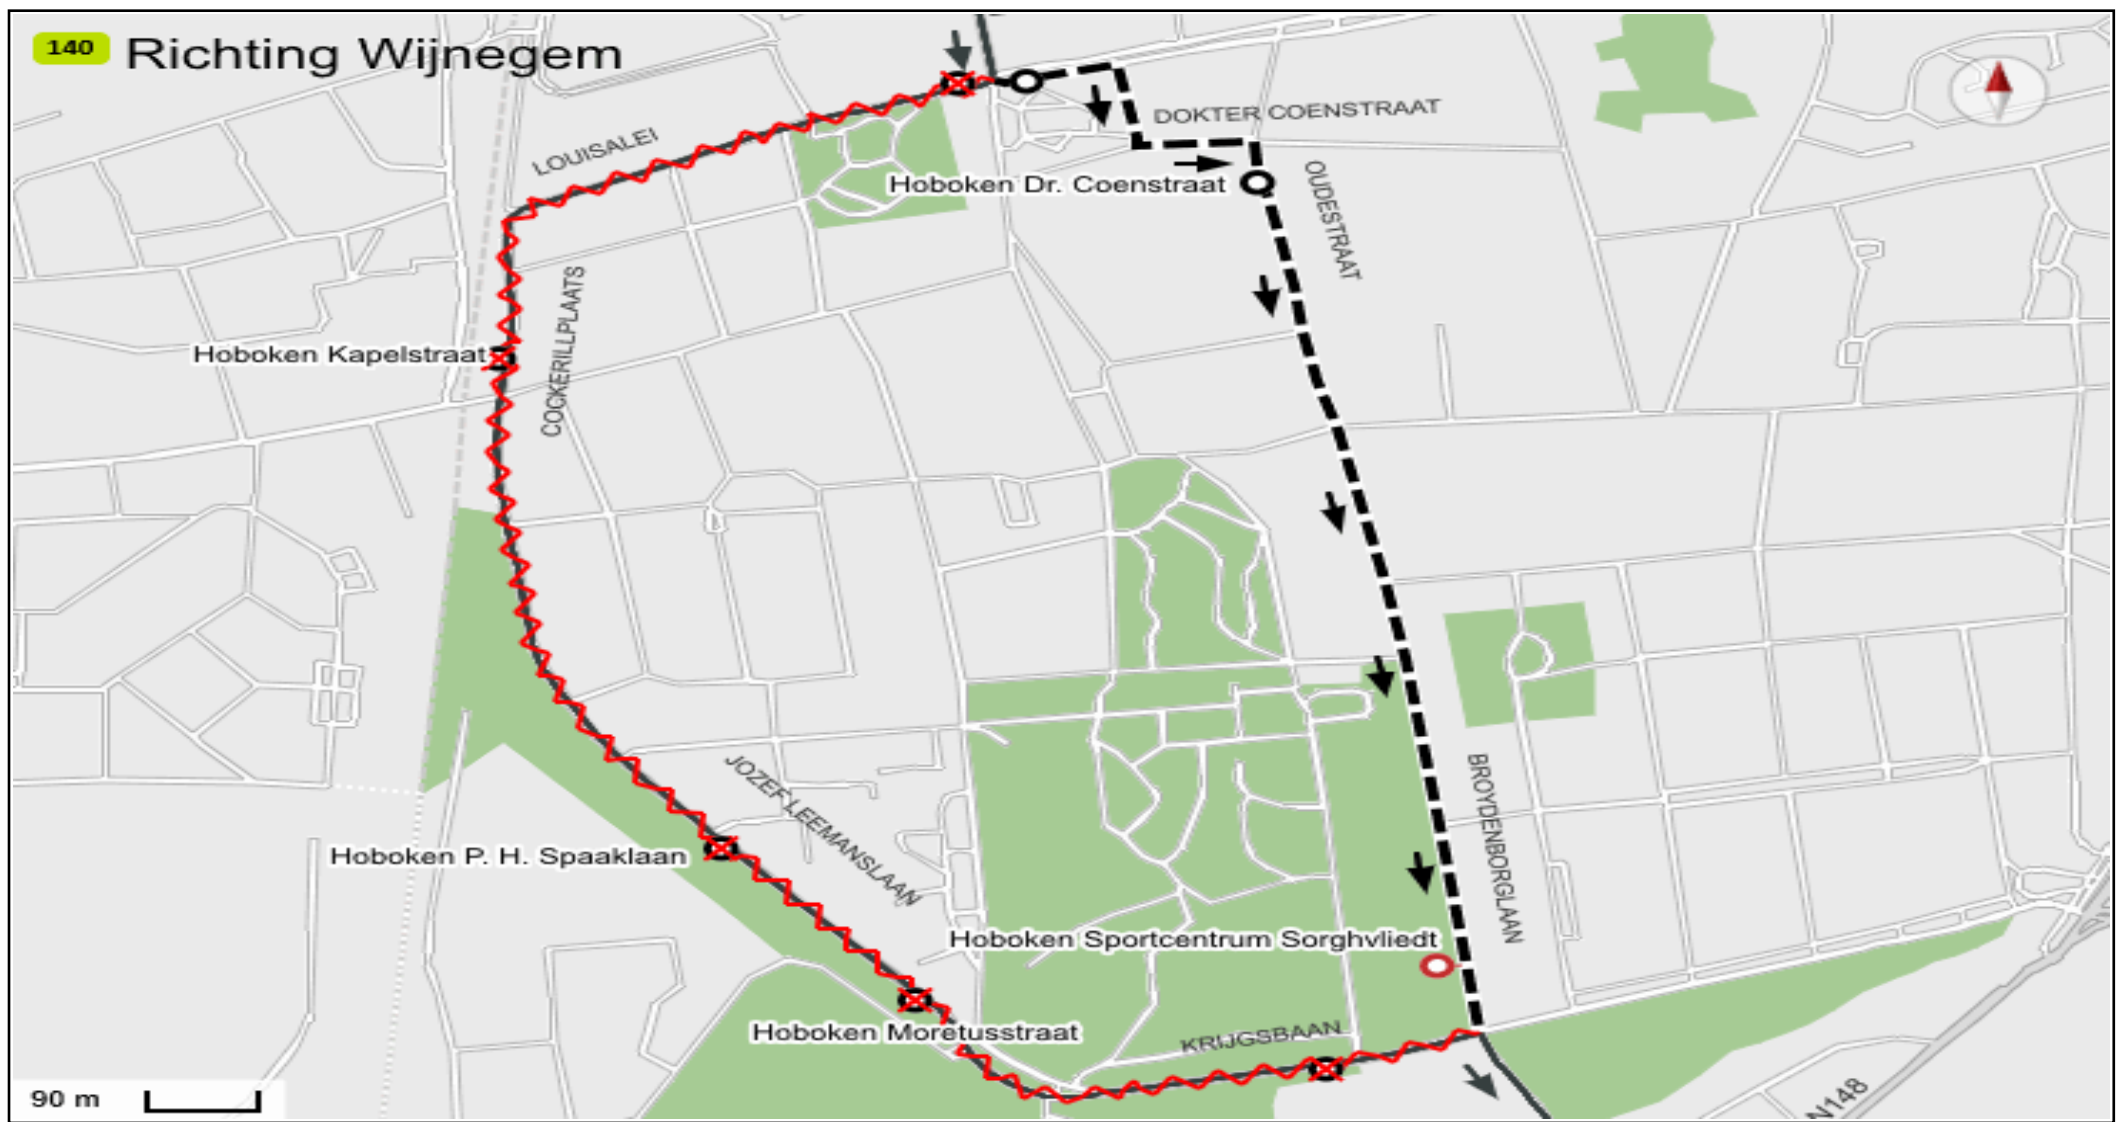 140 Richting Wijnegem
DOKTER COENSTRAAT
LOUISALEI
Hoboken Dr. Coenstraat
OUDESTRAAT
Hoboken Kapelstraat
COCKERILLPLAATS
JOZEF LEEMANSLAAN
BROYDENBORGLAAN
Hoboken P. H. Spaaklaan
Hoboken Sportcentrum Sorghvliedt
Hoboken Moretusstraat
KRIJGSBAAN
90 m
N148